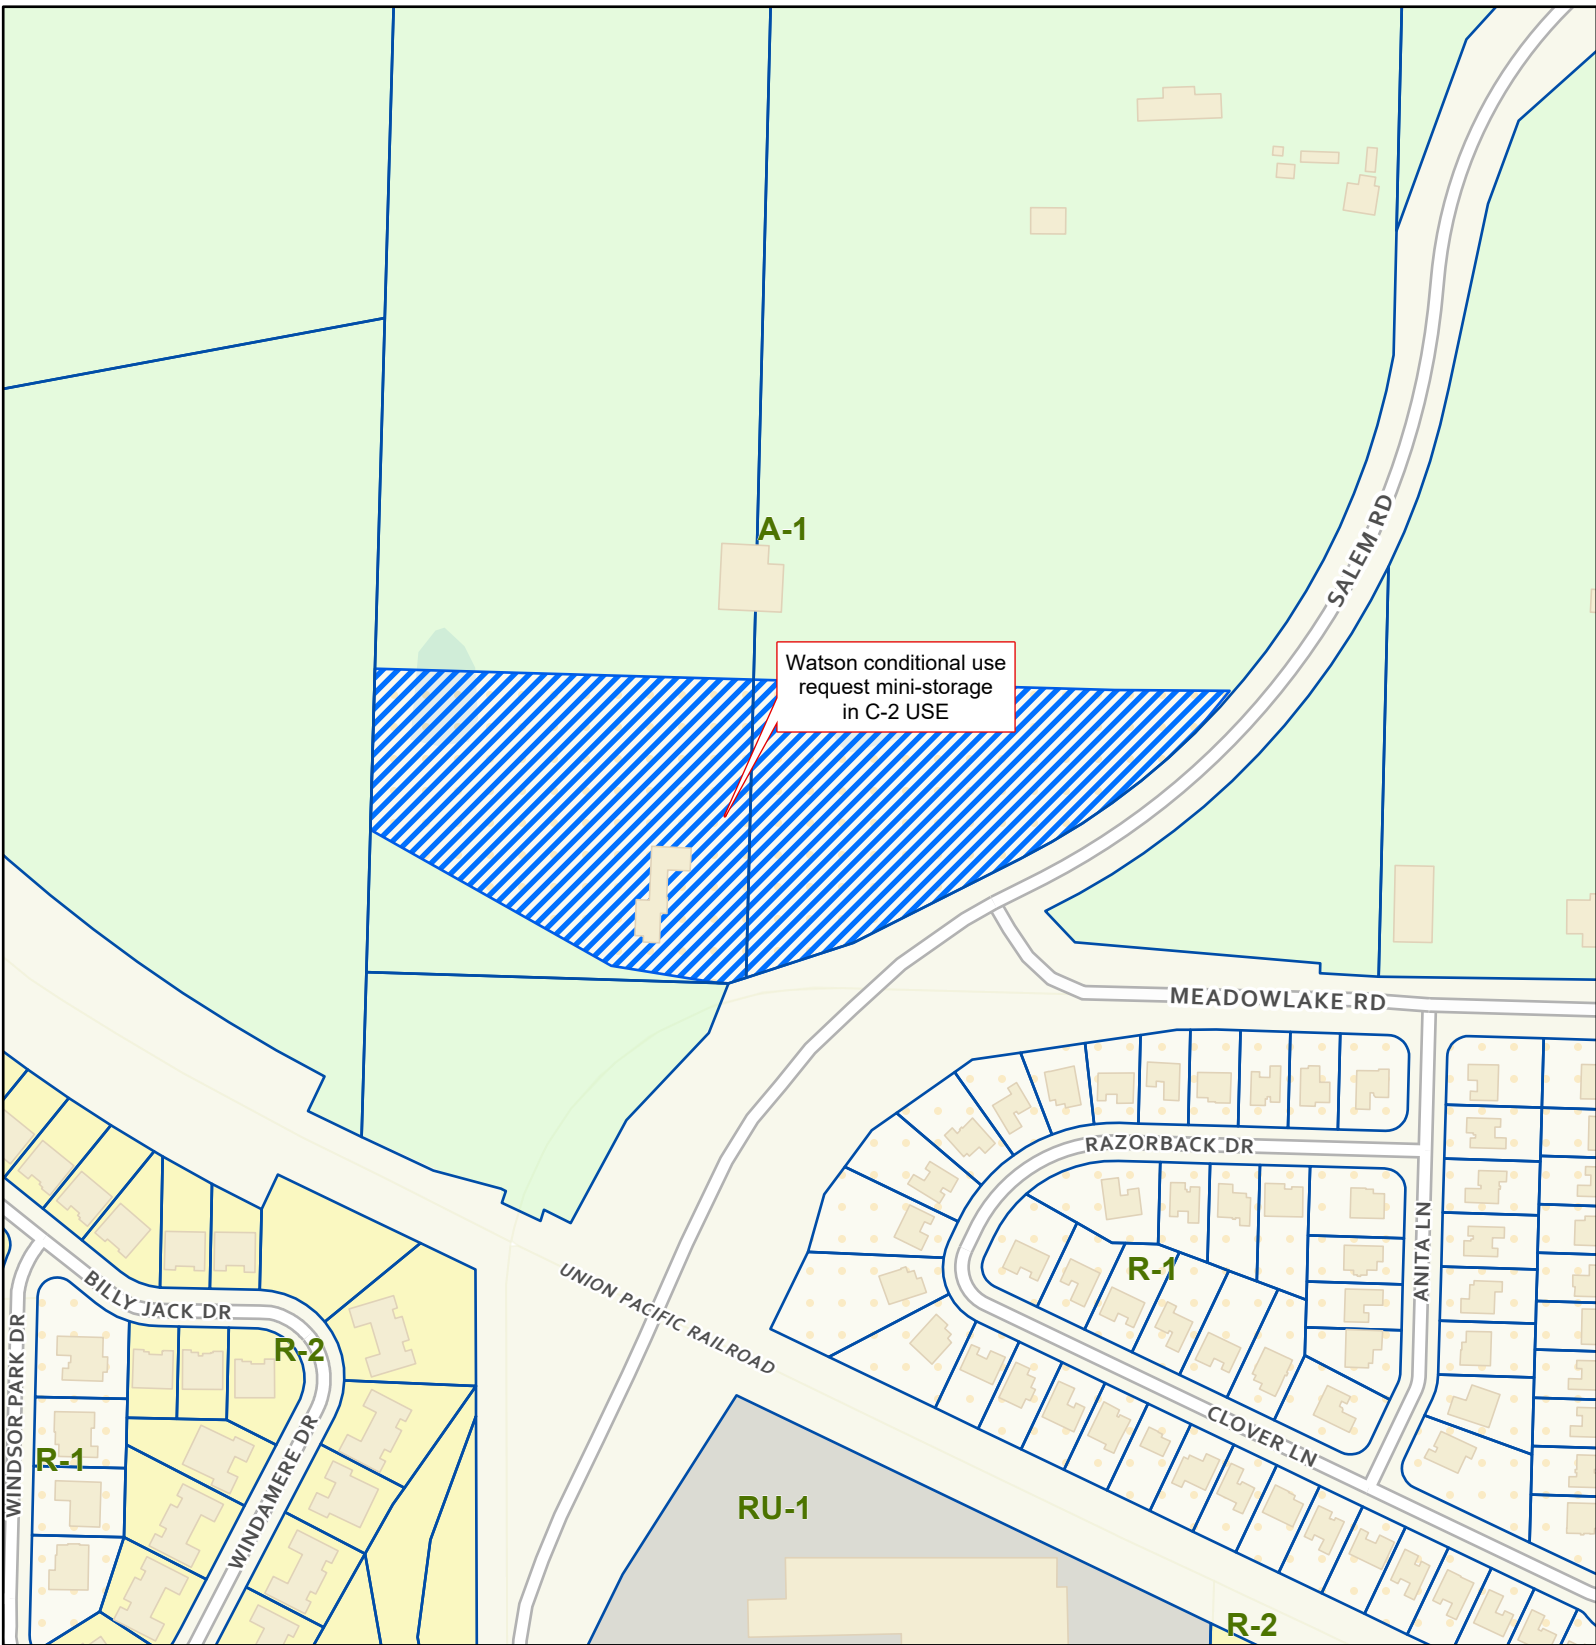 A-1
SALEM RD
Watson conditional use
request mini-storage
in C-2 USE
MEADOWLAKE RD
RAZORBACK DR
ANITA LN
R-1
UNION PACIFIC RAILROAD
BILLY JACK DR
R-2
WINDSOR PARK DR
R-1
WINDAMERE DR
CLOVER LN
RU-1
R-2